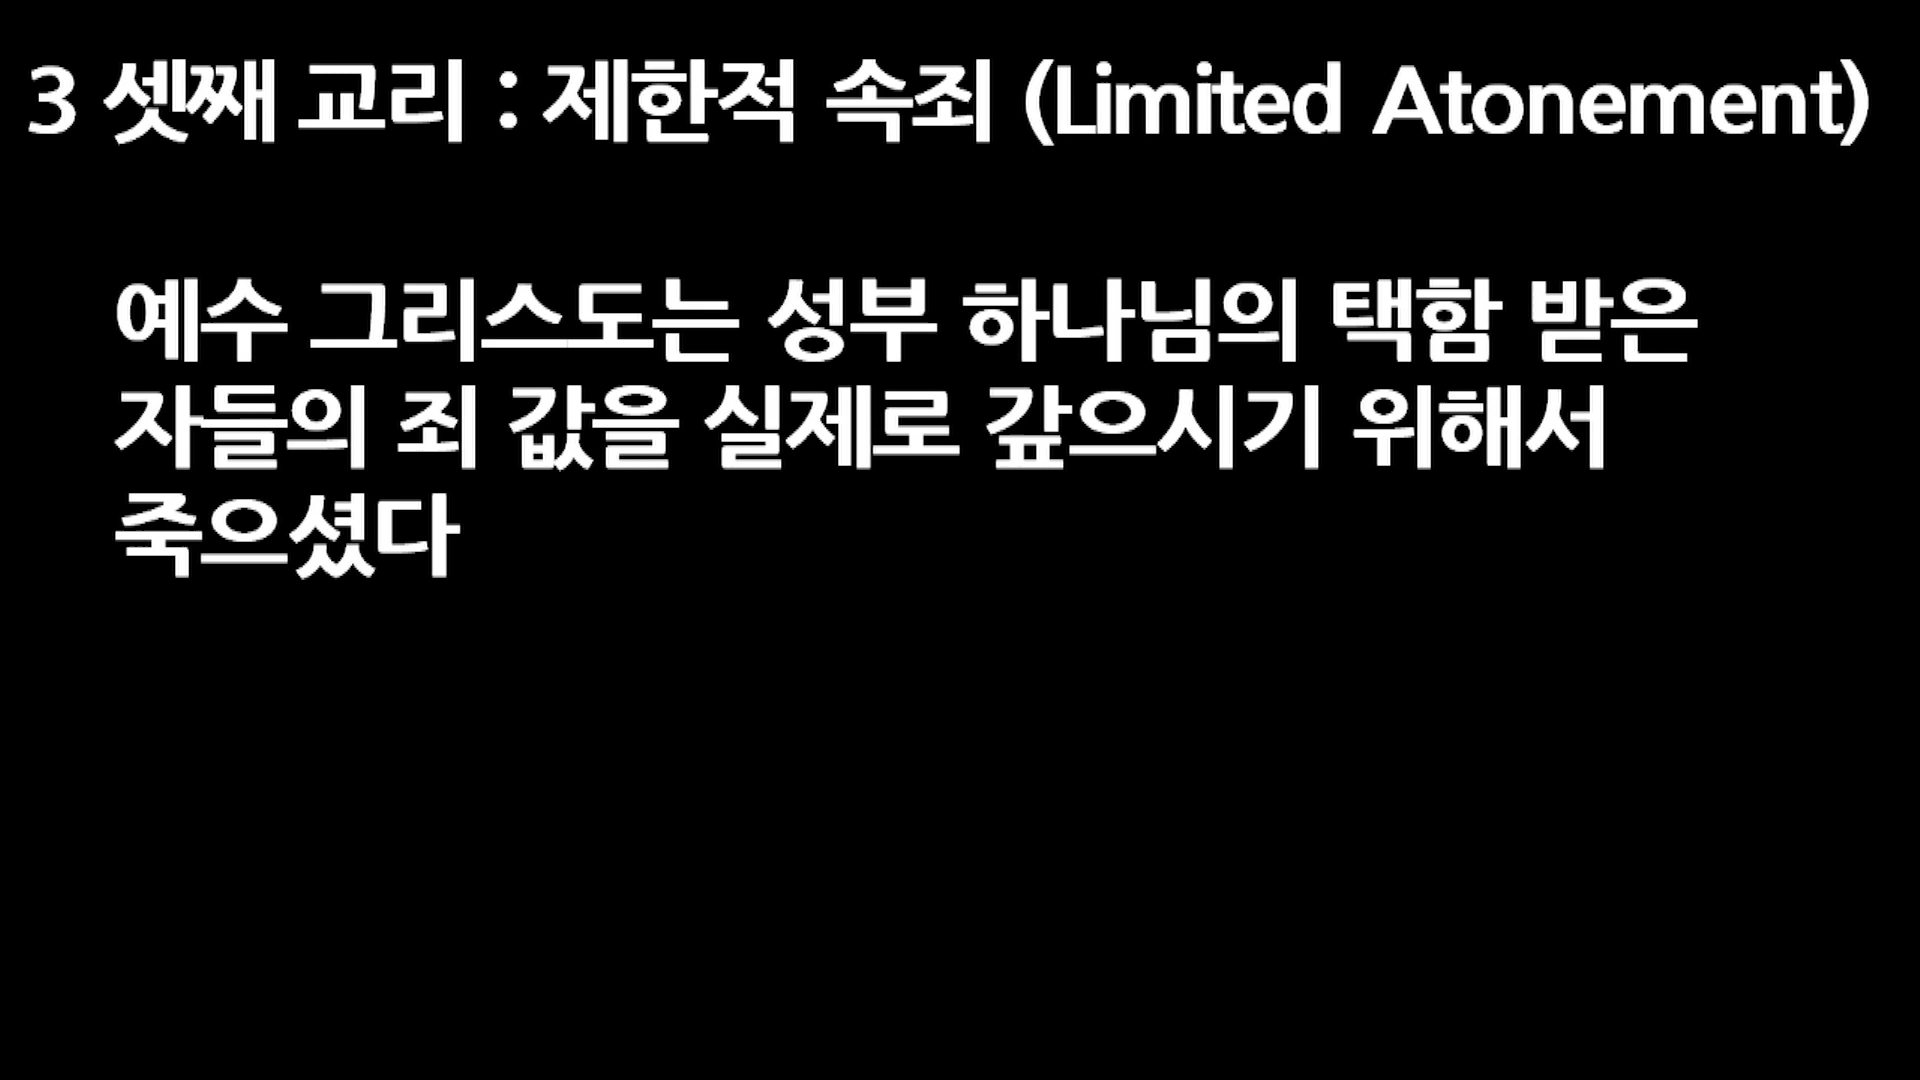 3 셋째 교리 : 제한적 속죄 (Limited Atonement)
예수 그리스도는 성부 하나님의 택함 받은
자들의 죄 값을 실제로 갚으시기 위해서
죽으셨다